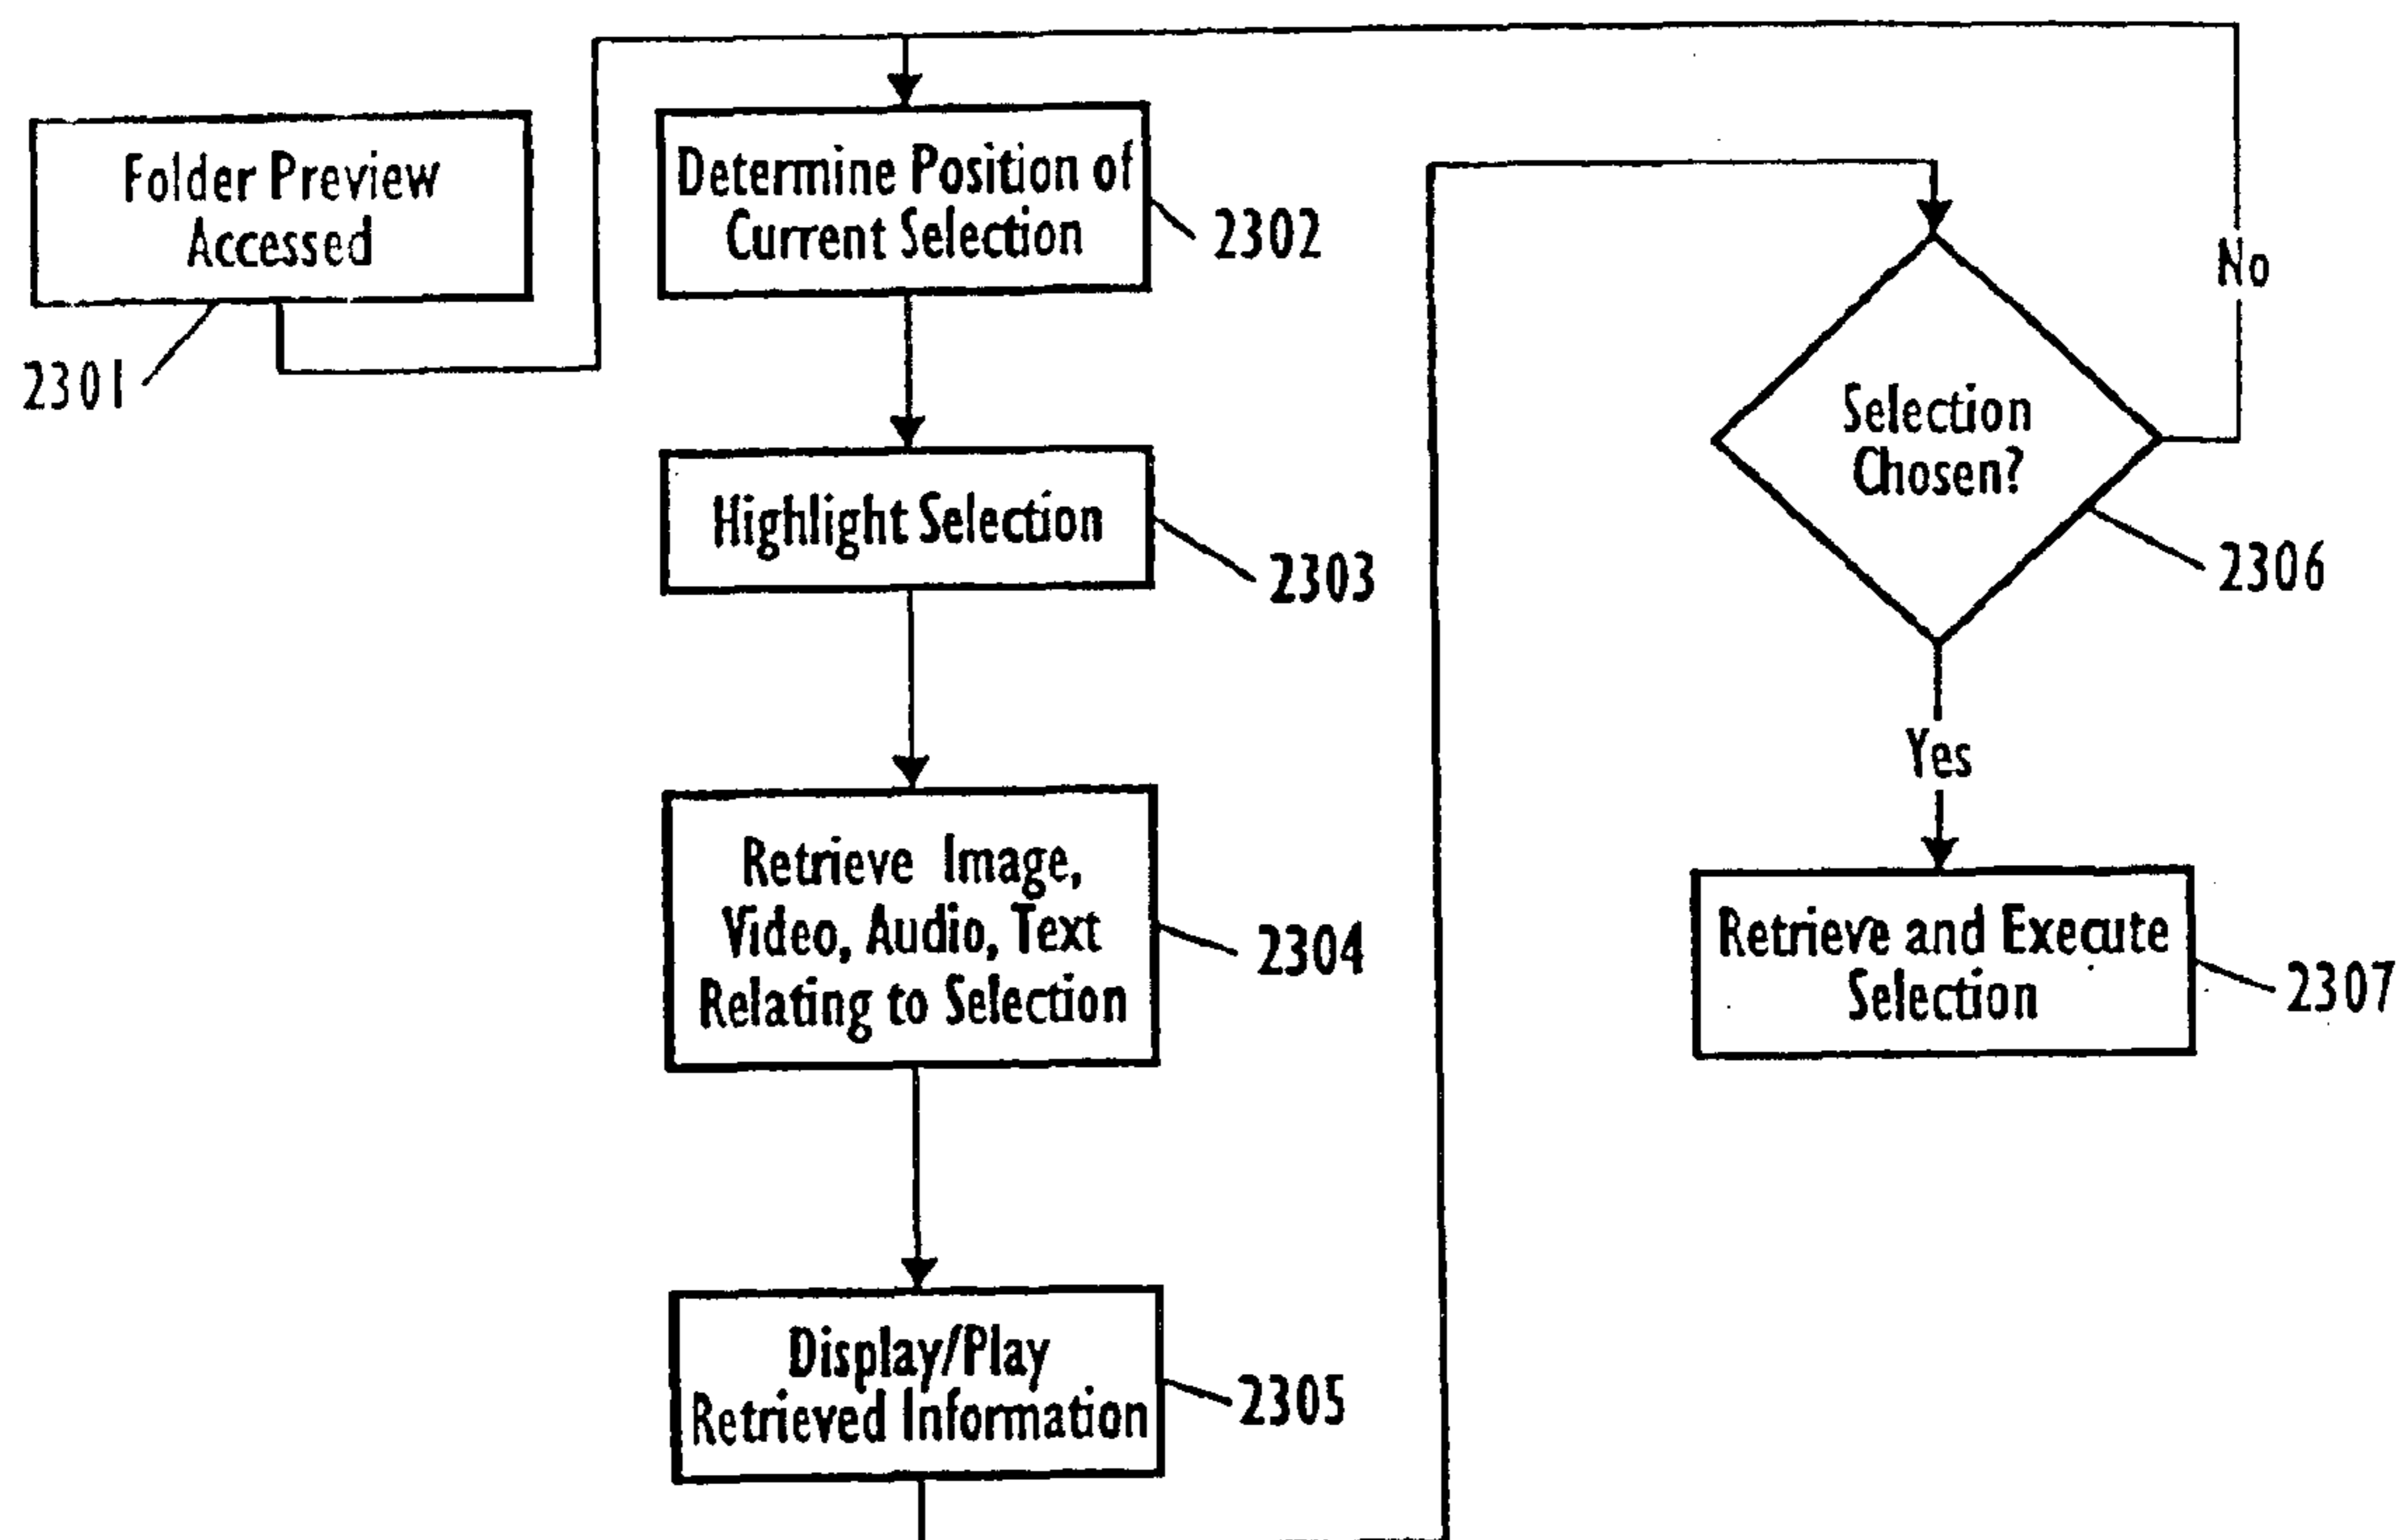 Folder Preview
Accessed
2301
Determine Position of
Current Selection
2302
Highlight Selection
2303
Retrieve Image,
Video, Audio, Text
Relating to Selection
2304
Display/Play
Retrieved Information
2305
Selection
Chosen?
2306
No
Yes
Retrieve and Execute
Selection
2307